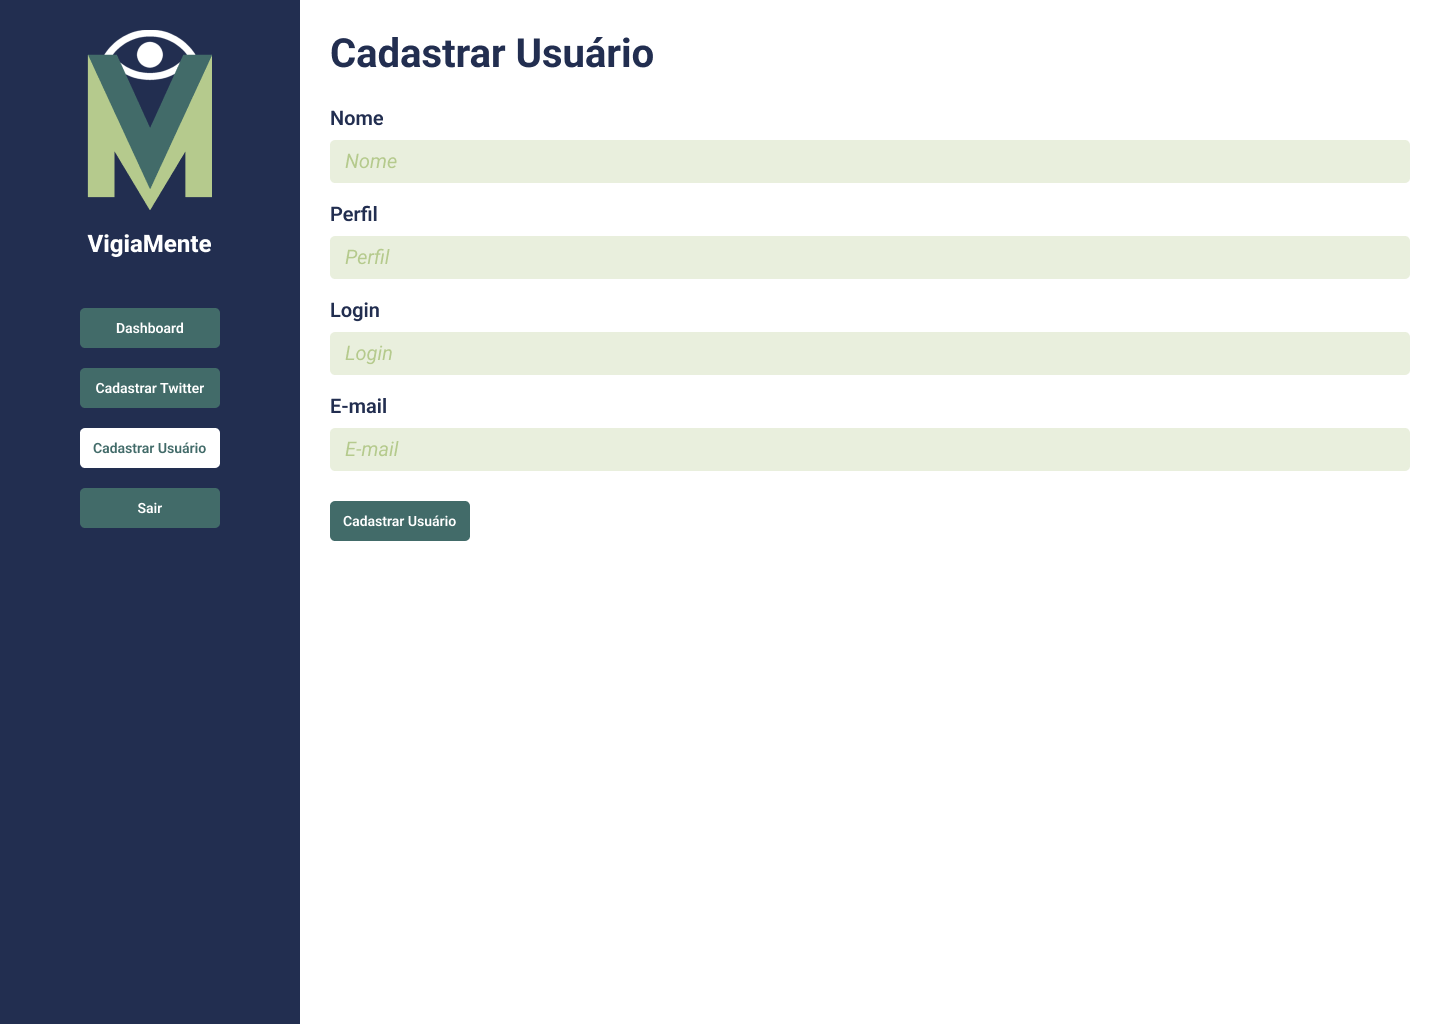 VigiaMente
Dashboard
Cadastrar Twitter
Cadastrar Usuário
Sair
Cadastrar Usuário
Nome
Nome
Perfil
Perfil
Login
Login
E-mail
E-mail
Cadastrar Usuário